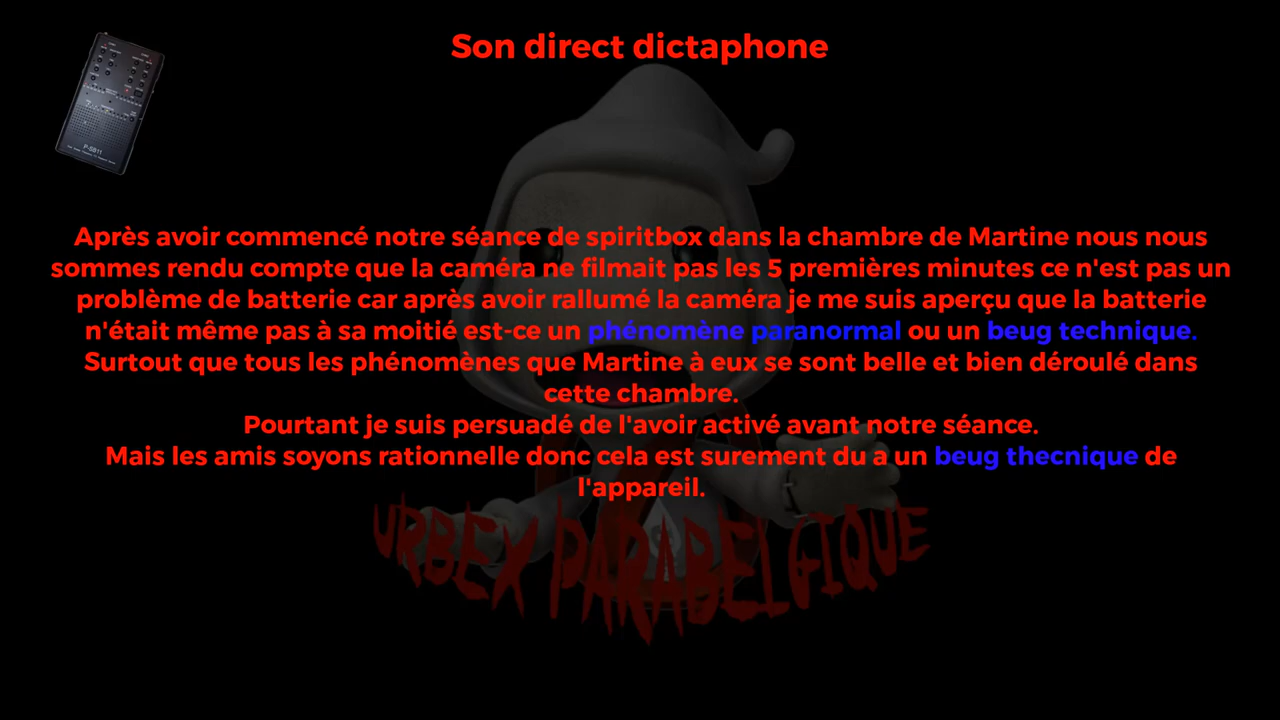 Son direct dictaphone
P-SB11
Après avoir commencé notre séance de spiritbox dans la chambre de Martine nous nous
sommes rendu compte que la caméra ne filmait pas les 5 premières minutes ce n'est pas un
problème de batterie car après avoir rallumé la caméra je me suis aperçu que la batterie
n'était même pas à sa moitié est-ce un phénomène paranormal ou un beug technique.
Surtout que tous les phénomènes que Martine à eux se sont belle et bien déroulé dans
cette chambre.
Pourtant je suis persuadé de l'avoir activé avant notre séance.
Mais les amis soyons rationnelle donc cela est surement du a un beug thecnique de
l'appareil.
URBEX PARABELGIQUE